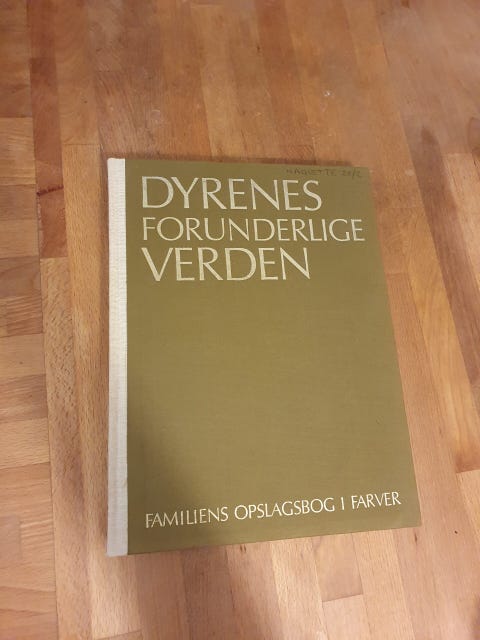 DYRENES
FORUNDERLIGE
VERDEN
FAMILIENS OPSLAGSBOG I FARVER